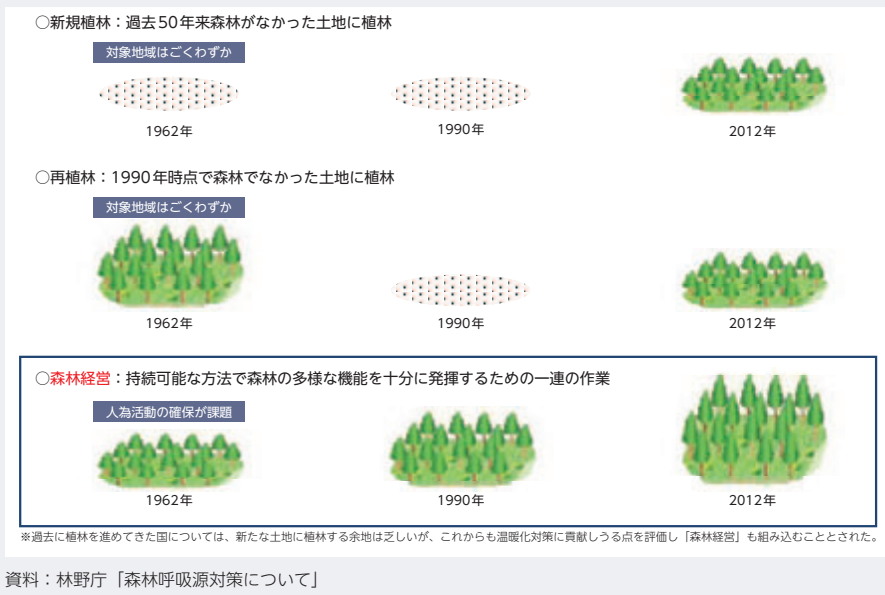 ○新規植林：過去50年来森林がなかった土地に植林
対象地域はごくわずか
1962年
1990年
2012年
○再植林：1990年時点で森林でなかった土地に植林
対象地域はごくわずか
1962年
1990年
2012年
○森林経営：持続可能な方法で森林の多様な機能を十分に発揮するための一連の作業
人為活動の確保が課題
1962年
1990年
2012年
※過去に植林を進めてきた国については、新たな土地に植林する余地は乏しいが、これからも温暖化対策に貢献しうる点を評価し「森林経営」も組み込むこととされた。
資料：林野庁「森林呼吸源対策について」